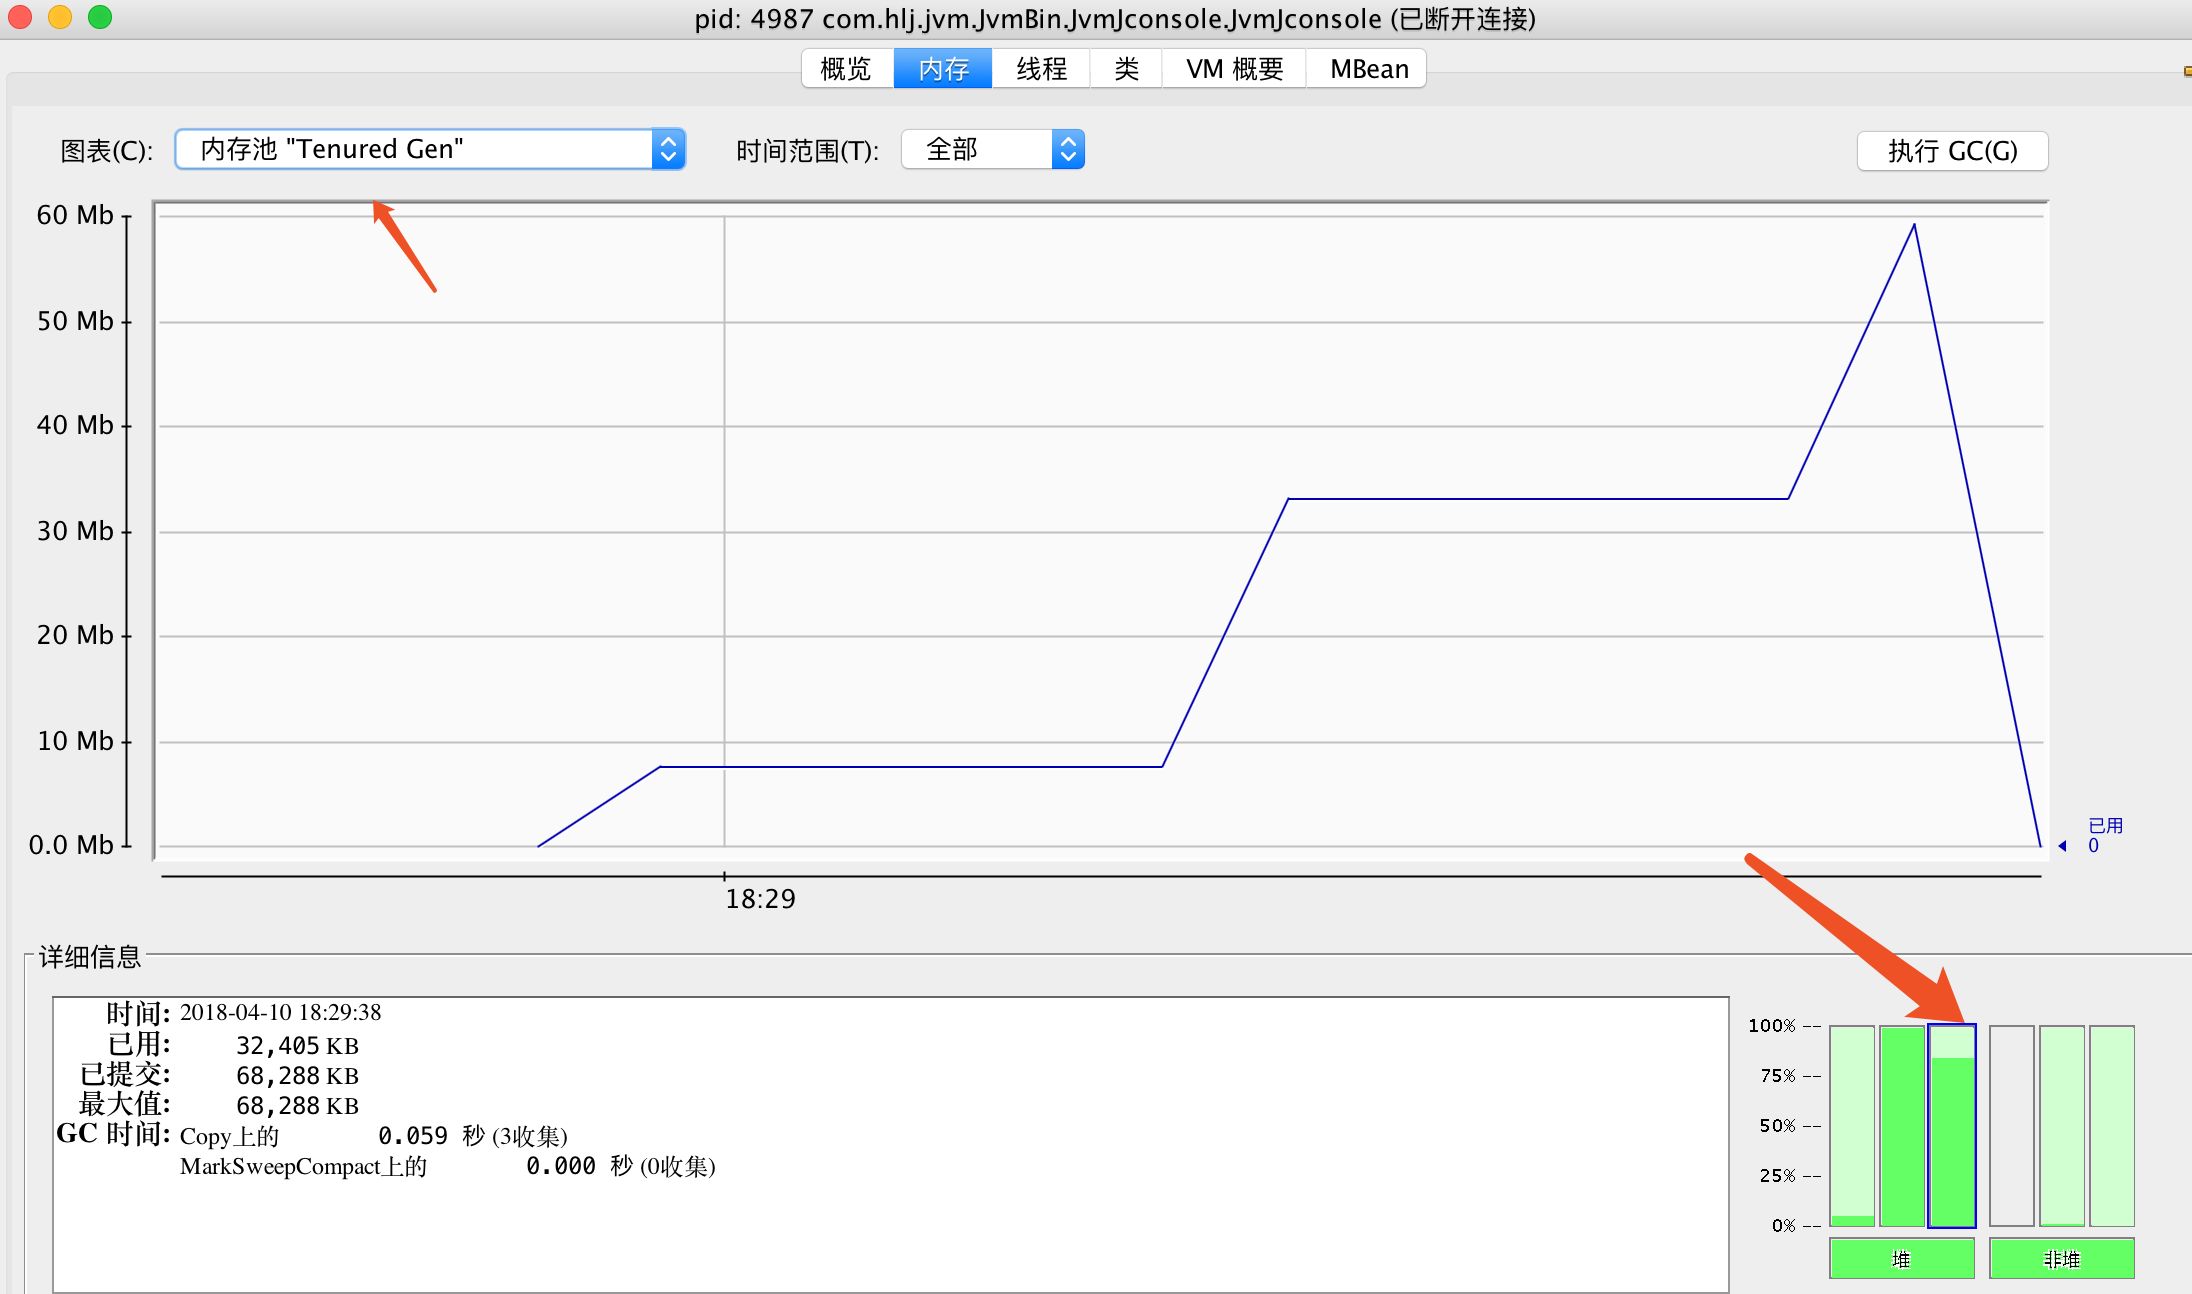 pid: 4987 com.hlj.jvm.JvmBin.JvmJconsole.JvmJconsole (已断开连接)
概览 内存 线程 类 VM 概要 MBean
图表(C): 内存池 "Tenured Gen" 时间范围(T): 全部 执行 GC(G)
60 Mb
50 Mb
40 Mb
30 Mb
20 Mb
10 Mb
0.0 Mb
已用
0
18:29
详细信息
时间: 2018-04-10 18:29:38
已用: 32,405 KB
已提交: 68,288 KB
最大值: 68,288 KB
GC 时间: Copy上的 0.059 秒 (3收集)
MarkSweepCompact上的 0.000 秒 (0收集)
100% --
75% --
50% --
25% --
0% --
堆 非堆